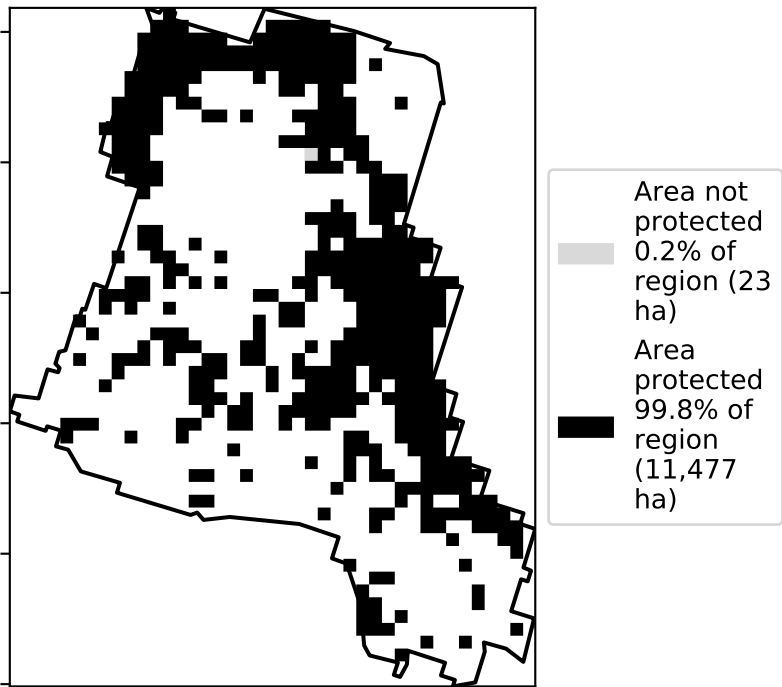 Area not
protected
0.2% of
region (23
ha)
Area
protected
99.8% of
region
(11,477
ha)